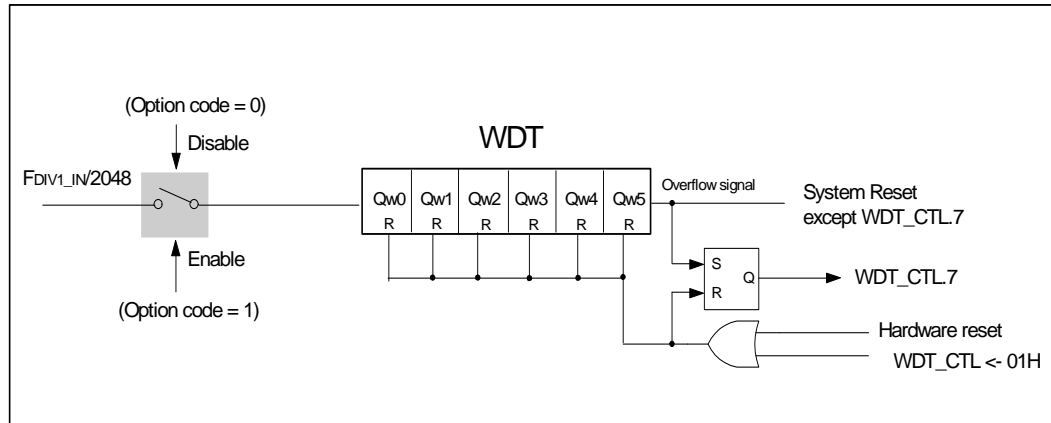 (Option code = 0)
Disable
WDT
FDIV1_IN/2048
Qw0 Qw1 Qw2 Qw3 Qw4 Qw5
R R R R R R
Overflow signal
System Reset
except WDT_CTL.7
Enable
(Option code = 1)
S
Q
R
WDT_CTL.7
Hardware reset
WDT_CTL <- 01H